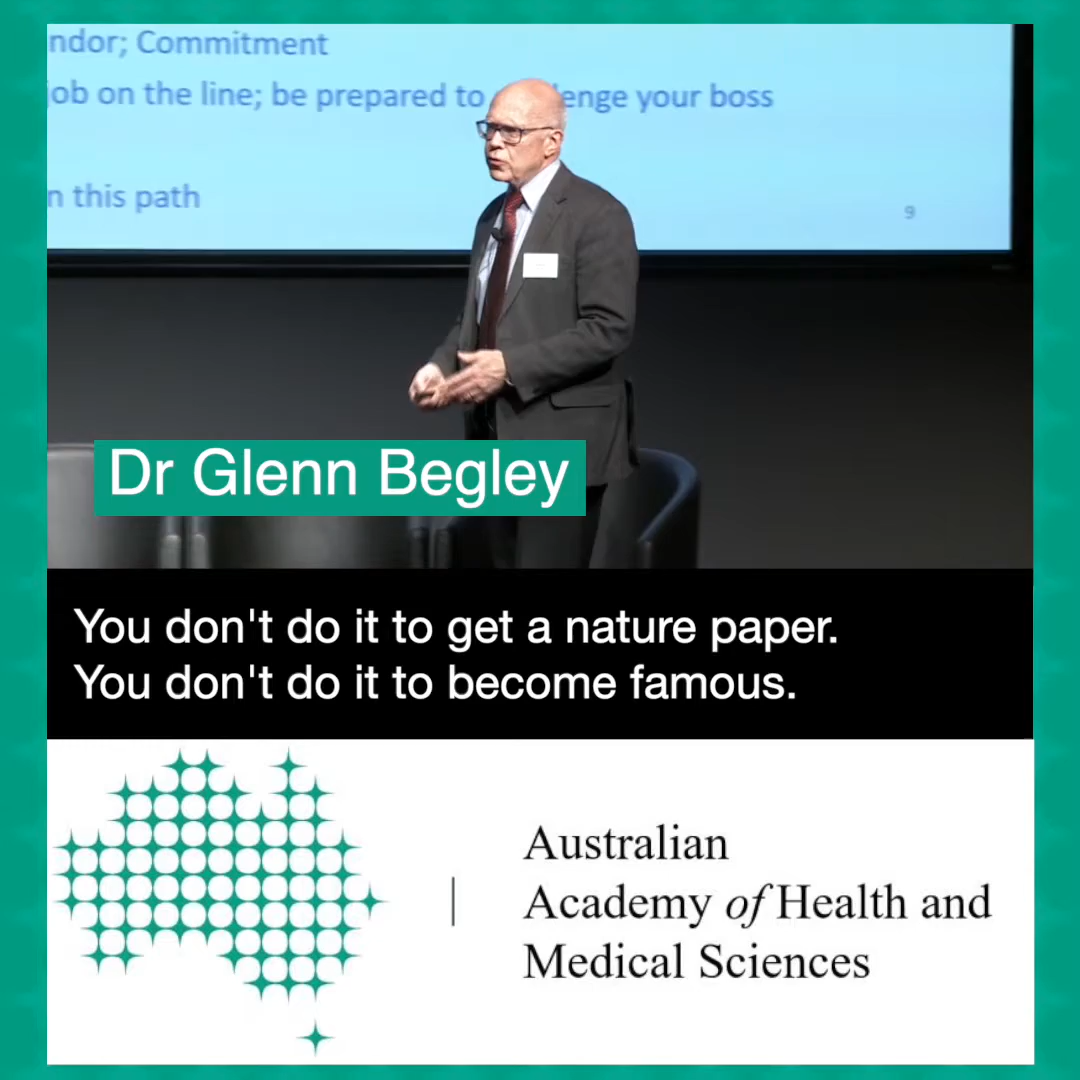 ndor; Commitment
ob on the line; be prepared to enge your boss
n this path
9
Dr Glenn Begley
You don't do it to get a nature paper.
You don't do it to become famous.
Australian
Academy of Health and
Medical Sciences